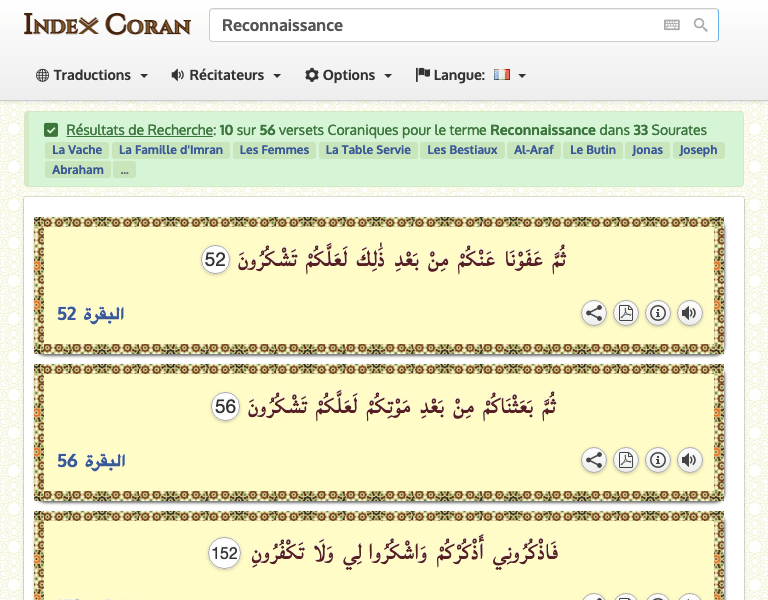 INDEX CORAN
Reconnaissance
Traductions Récitateurs Options Langue:
Résultats de Recherche: 10 sur 56 versets Coraniques pour le terme Reconnaissance dans 33 Sourates
La Vache La Famille d'Imran Les Femmes La Table Servie Les Bestiaux Al-Araf Le Butin Jonas Joseph
Abraham ...
ثُمَّ عَفَوْنَا عَنْكُمْ مِنْ بَعْدِ ذَٰلِكَ لَعَلَّكُمْ تَشْكُرُونَ 52
البقرة 52
ثُمَّ بَعَثْنَاكُمْ مِنْ بَعْدِ مَوْتِكُمْ لَعَلَّكُمْ تَشْكُرُونَ 56
البقرة 56
فَاذْكُرُونِي أَذْكُرْكُمْ وَاشْكُرُوا لِي وَلَا تَكْفُرُونِ 152